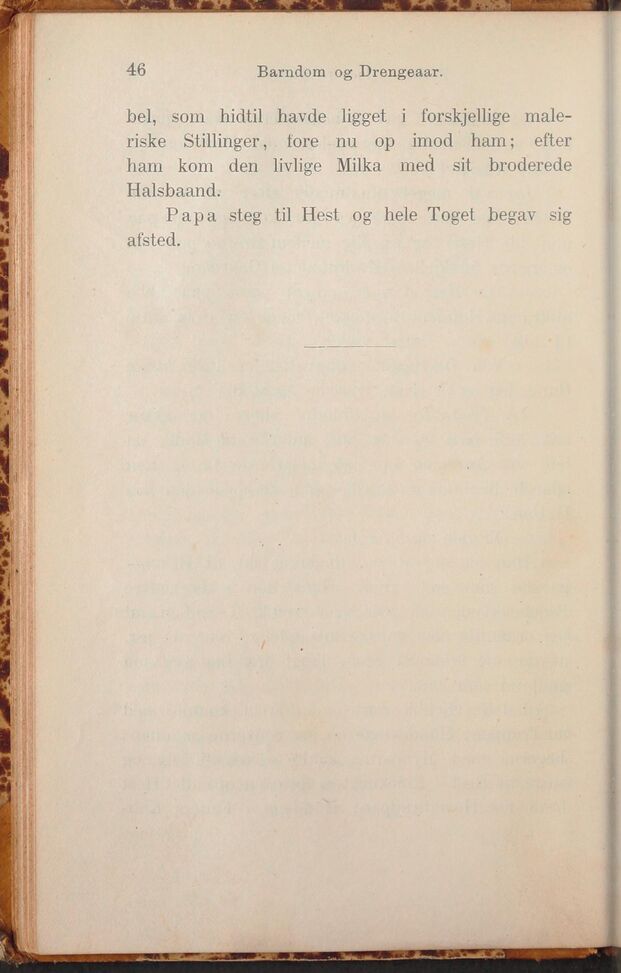 46 Barndom og Drengeaar.
bel, som hidtil havde ligget i forskjellige male-
riske Stillinger, fore nu op imod ham; efter
ham kom den livlige Milka med sit broderede
Halsbaand.
Papa steg til Hest og hele Toget begav sig
afsted.